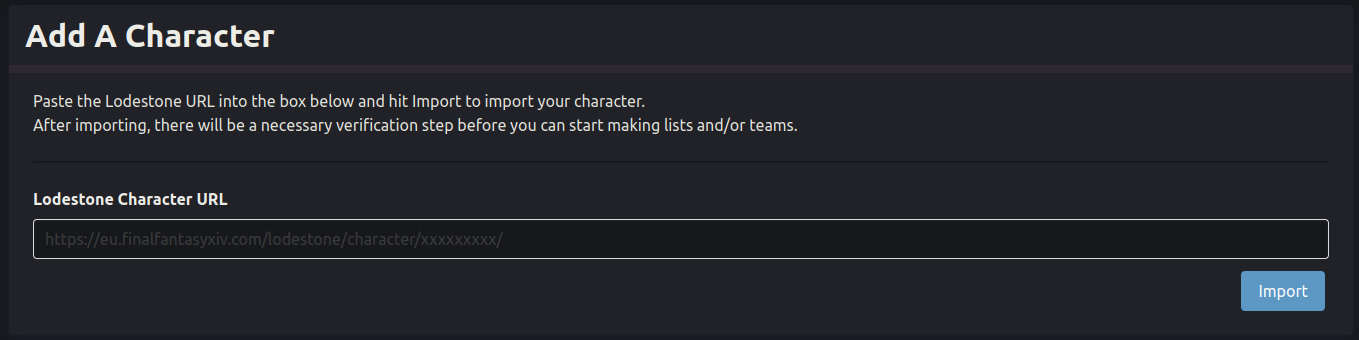 Add A Character
Paste the Lodestone URL into the box below and hit Import to import your character.
After importing, there will be a necessary verification step before you can start making lists and/or teams.
Lodestone Character URL
https://eu.finalfantasyxiv.com/lodestone/character/xxxxxxxxx/
Import